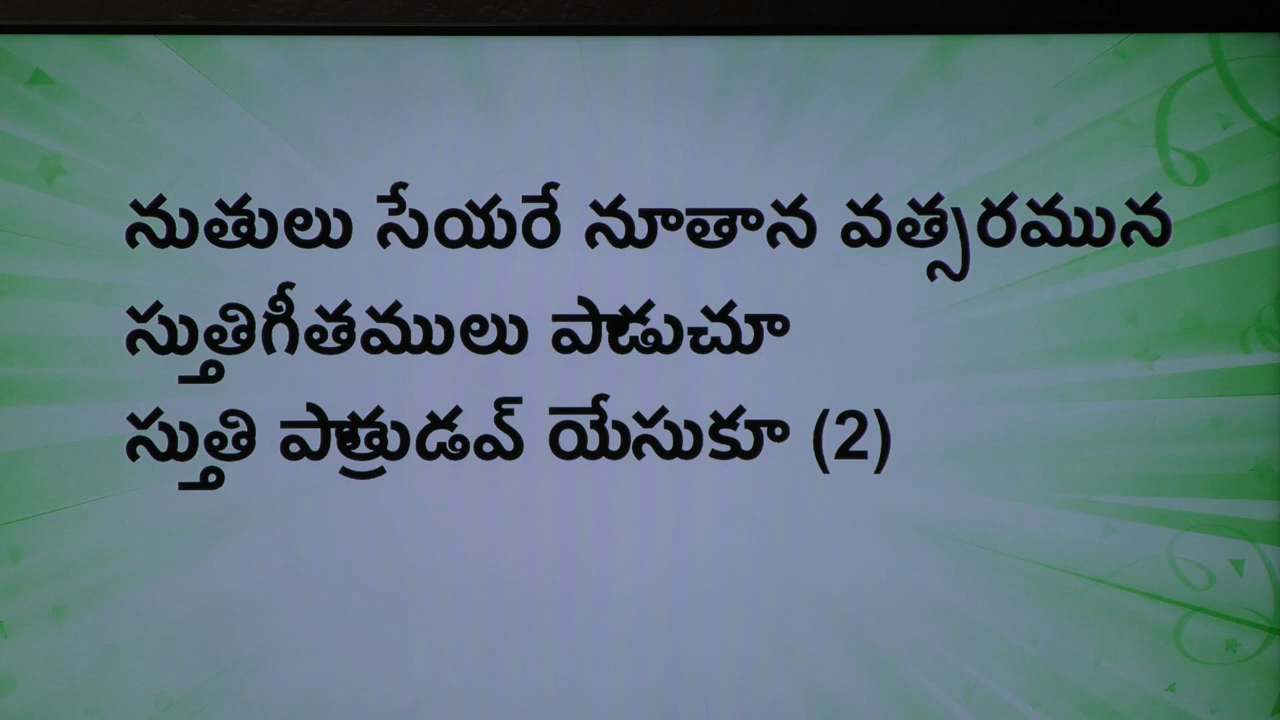 నుతులు సేయరే నూతాన వత్సరమున
స్తుతిగీతములు పాడుచూ
స్తుతి పాత్రుడవ్ యేసుకూ (2)